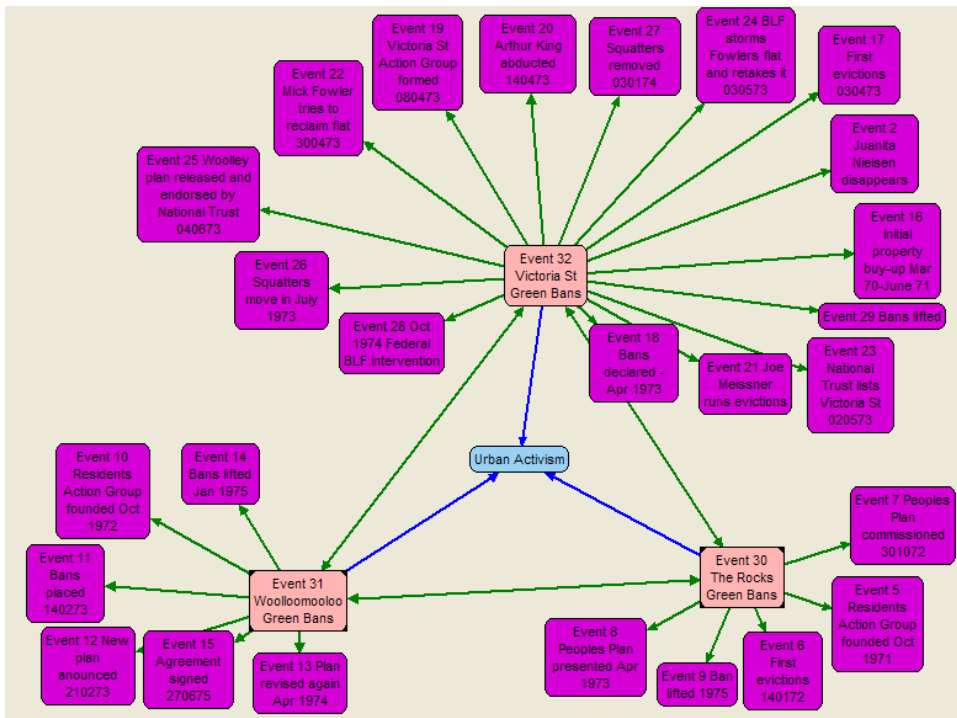 Event 19
Victoria St
Action Group
formed
080473
Event 20
Arthur King
abducted
140473
Event 27
Squatters
removed
030174
Event 24 BLF
storms
Fowlers flat
and retakes it
030573
Event 17
First
evictions
030473
Event 22
Mick Fowler
tries to
reclaim flat
300473
Event 2
Juanita
Nielsen
disappears
Event 25 Woolley
plan released and
endorsed by
National Trust
040673
Event 16
Initial
property
buy-up Mar
70-June 71
Event 32
Victoria St
Green Bans
Event 26
Squatters
move in July
1973
Event 29 Bans lifted
Event 28 Oct
1974 Federal
BLF intervention
Event 18
Bans
declared -
Apr 1973
Event 21 Joe
Meissner
runs evictions
Event 23
National
Trust lists
Victoria St
020573
Urban Activism
Event 10
Residents
Action Group
founded Oct
1972
Event 14
Bans lifted
Jan 1975
Event 7 Peoples
Plan
commissioned
301072
Event 11
Bans
placed
140273
Event 31
Woolloomooloo
Green Bans
Event 30
The Rocks
Green Bans
Event 5
Residents
Action Group
founded Oct
1971
Event 12 New
plan
anounced
210273
Event 15
Agreement
signed
270675
Event 13 Plan
revised again
Apr 1974
Event 8
Peoples Plan
presented Apr
1973
Event 9 Ban
lifted 1975
Event 6
First
evictions
140172